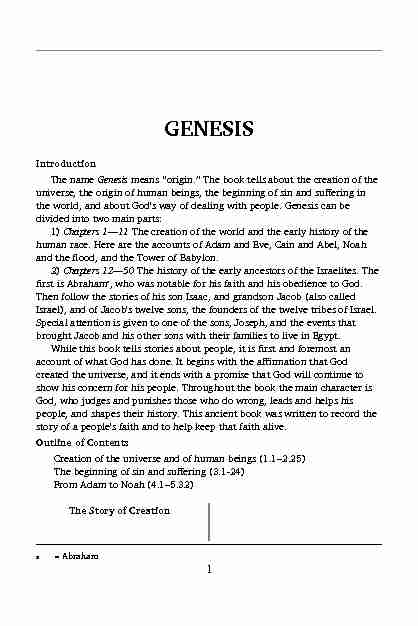 GENESIS
Introduction
The name Genesis means "origin." The book tells about the creation of the
universe, the origin of human beings, the beginning of sin and suffering in
the world, and about God's way of dealing with people. Genesis can be
divided into two main parts:
1) Chapters 1—11 The creation of the world and the early history of the
human race. Here are the accounts of Adam and Eve, Cain and Abel, Noah
and the flood, and the Tower of Babylon.
2) Chapters 12—50 The history of the early ancestors of the Israelites. The
first is Abraham, who was notable for his faith and his obedience to God.
Then follow the stories of his son Isaac, and grandson Jacob (also called
Israel), and of Jacob's twelve sons, the founders of the twelve tribes of Israel.
Special attention is given to one of the sons, Joseph, and the events that
brought Jacob and his other sons with their families to live in Egypt.
While this book tells stories about people, it is first and foremost an
account of what God has done. It begins with the affirmation that God
created the universe, and it ends with a promise that God will continue to
show his concern for his people. Throughout the book the main character is
God, who judges and punishes those who do wrong, leads and helps his
people, and shapes their history. This ancient book was written to record the
story of a people's faith and to help keep that faith alive.
Outline of Contents
Creation of the universe and of human beings (1.1–2.25)
The beginning of sin and suffering (3.1-24)
From Adam to Noah (4.1–5.32)
The Story of Creation
= Abraham
1